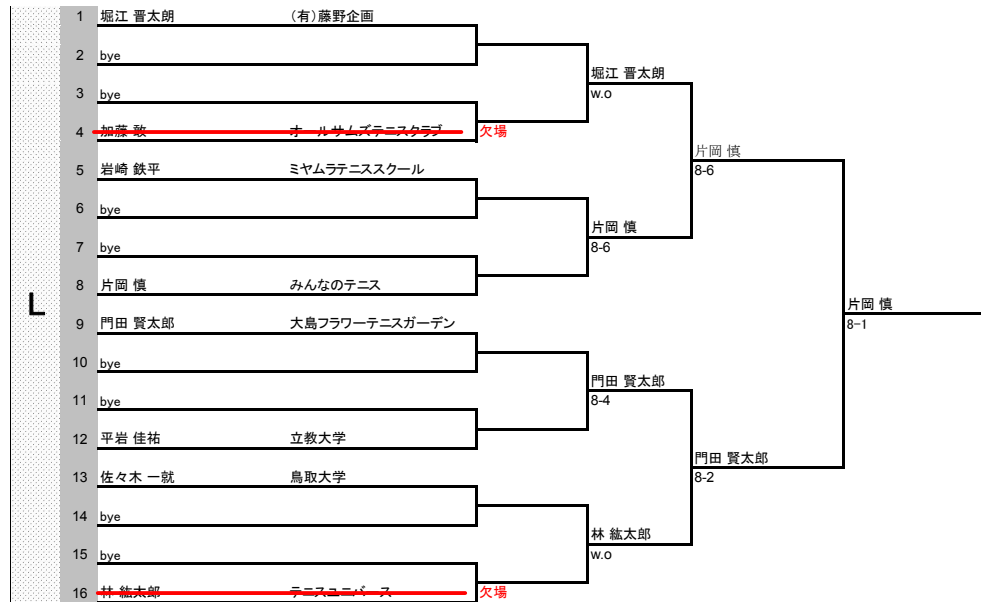 1 堀江 晋太朗 (有)藤野企画
2 bye
堀江 晋太朗
3 bye
w.o
4 加藤 敢 オールサムズテニスクラブ 欠場
片岡 慎
5 岩崎 鉄平 ミヤムラテニススクール
8-6
6 bye
片岡 慎
7 bye
8-6
8 片岡 慎 みんなのテニス
L
片岡 慎
9 門田 賢太郎 大島フラワーテニスガーデン
8-1
10 bye
門田 賢太郎
11 bye
8-4
12 平岩 佳祐 立教大学
門田 賢太郎
13 佐々木 一就 鳥取大学
8-2
14 bye
林 紘太郎
15 bye
w.o
16 林 紘太郎 テニスユニバース 欠場